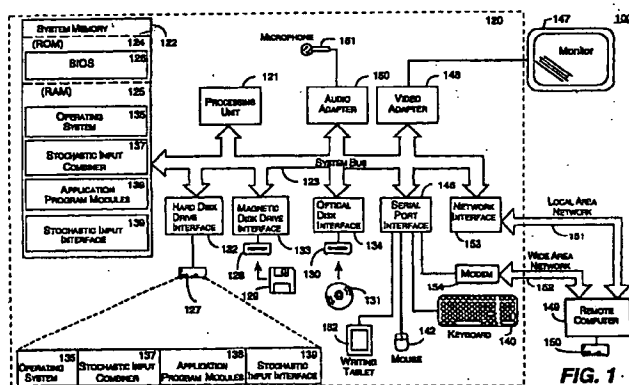 SYSTEM MEMORY
122
(ROM) 124
BIOS 126
(RAM) 125
OPERATING SYSTEM 135
STOCHASTIC INPUT COMBINER 137
APPLICATION PROGRAM MODULES 138
STOCHASTIC INPUT INTERFACE 139
120
MICROPHONE 161
121
PROCESSING UNIT
160
AUDIO ADAPTER
148
VIDEO ADAPTER
147
Monitor
102
SYSTEM BUS
123
HARD DISK DRIVE INTERFACE
132
MAGNETIC DISK DRIVE INTERFACE
133
OPTICAL DISK INTERFACE
134
146
SERIAL PORT INTERFACE
NETWORK INTERFACE
153
LOCAL AREA NETWORK
151
WIDE AREA NETWORK
152
MODEM
154
127
128
129
130
131
162
WRITING TABLET
142
MOUSE
KEYBOARD
140
149
REMOTE COMPUTER
150
OPERATING SYSTEM 135
STOCHASTIC INPUT COMBINER 137
APPLICATION PROGRAM MODULES 138
STOCHASTIC INPUT INTERFACE 139
FIG. 1